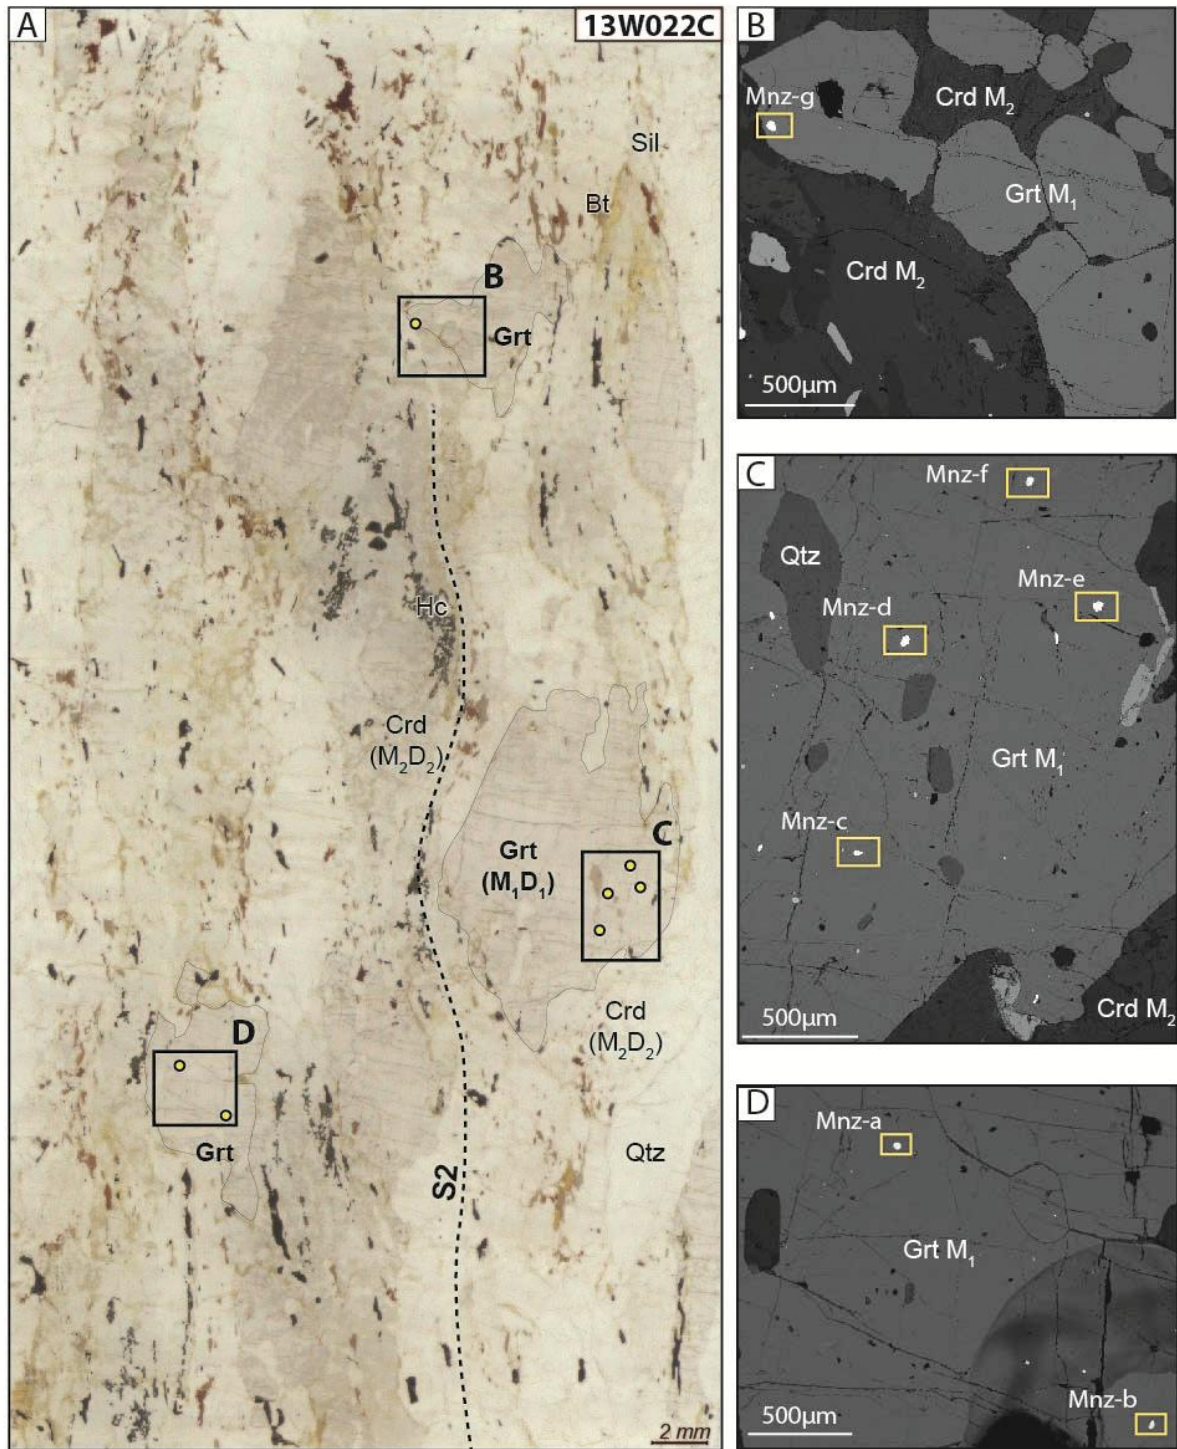 A
13W022C
Sil
Bt
B
Grt
Hc
Crd
(M₂D₂)
C
Grt
(M₁D₁)
Crd
(M₂D₂)
D
Grt
Qtz
S2
2 mm
B
Mnz-g
Crd M₂
Grt M₁
Crd M₂
500µm
C
Mnz-f
Qtz
Mnz-e
Mnz-d
Grt M₁
Mnz-c
500µm
Crd M₂
D
Mnz-a
Grt M₁
Mnz-b
500µm